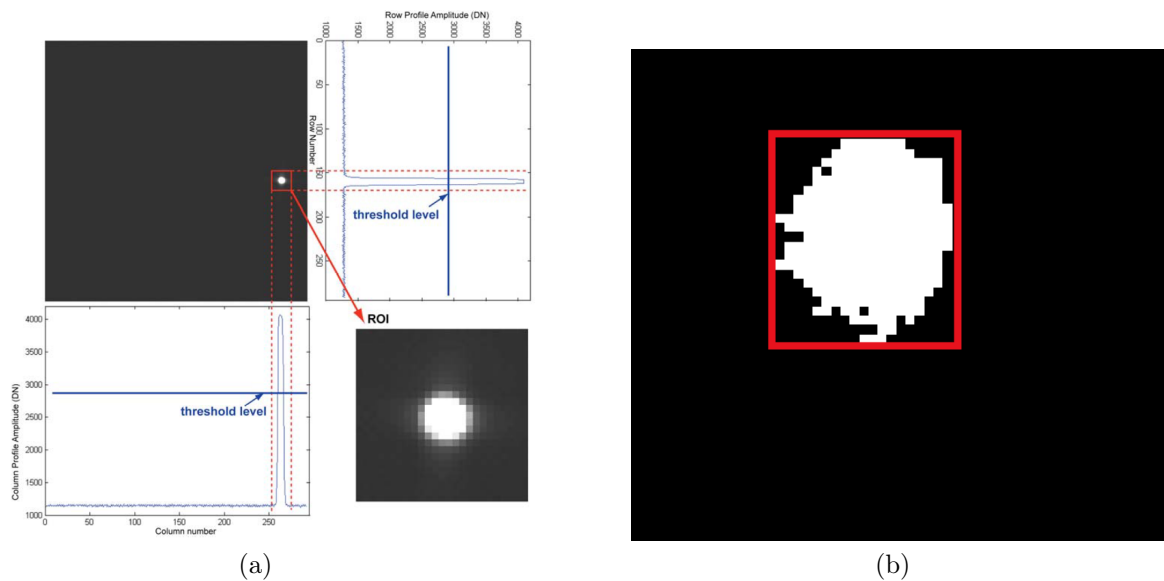 Row Profile Amplitude (DN)
1000 1500 2000 2500 3000 3500 4000
0
50
100
150
200
250
Row Number
threshold level
ROI
4000
3500
3000
2500
2000
1500
1000
Column Profile Amplitude (DN)
threshold level
0 50 100 150 200 250
Column number
(a) (b)